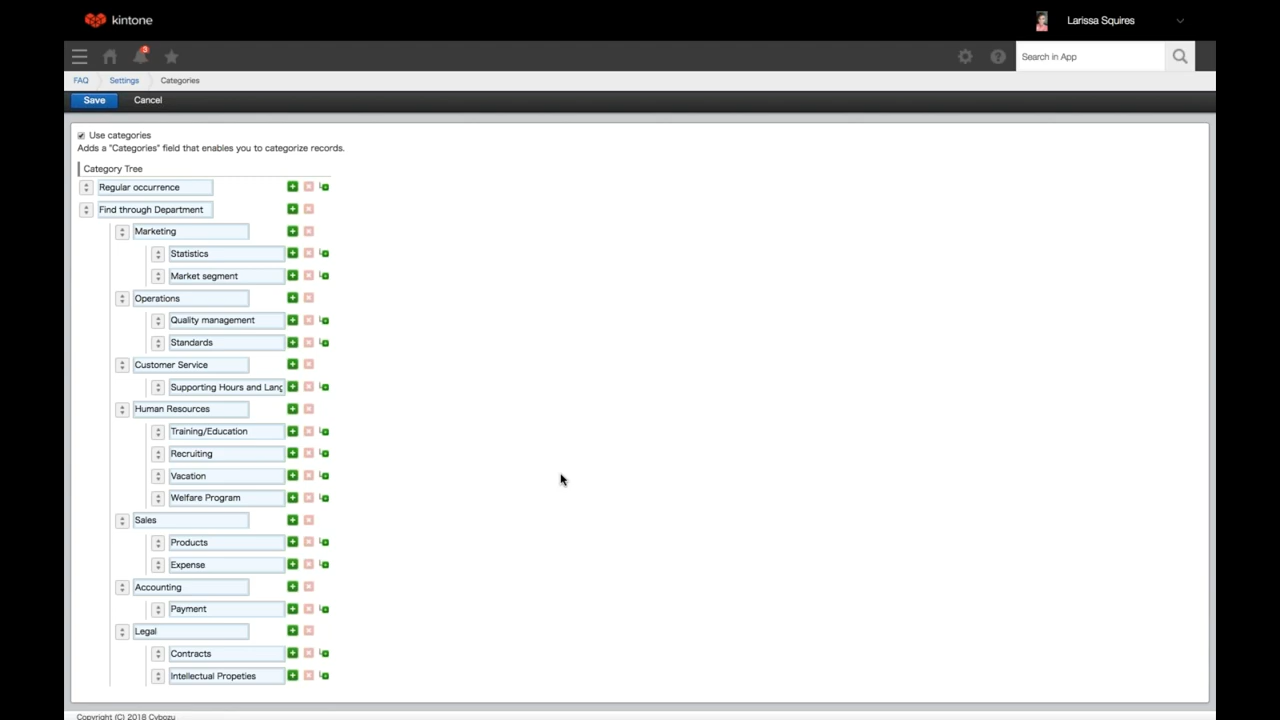 kintone
Larissa Squires
3
Search in App
FAQ Settings Categories
Save Cancel
Use categories
Adds a "Categories" field that enables you to categorize records.
Category Tree
Regular occurrence
Find through Department
Marketing
Statistics
Market segment
Operations
Quality management
Standards
Customer Service
Supporting Hours and Lang
Human Resources
Training/Education
Recruiting
Vacation
Welfare Program
Sales
Products
Expense
Accounting
Payment
Legal
Contracts
Intellectual Propeties
Copyright (C) 2018 Cybozu